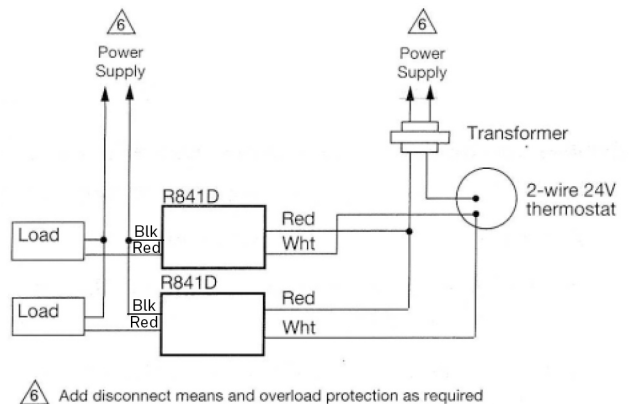 6
Power
Supply
6
Power
Supply
Transformer
2-wire 24V
thermostat
R841D
Load
Blk
Red
Red
Wht
R841D
Load
Blk
Red
Red
Wht
6 Add disconnect means and overload protection as required